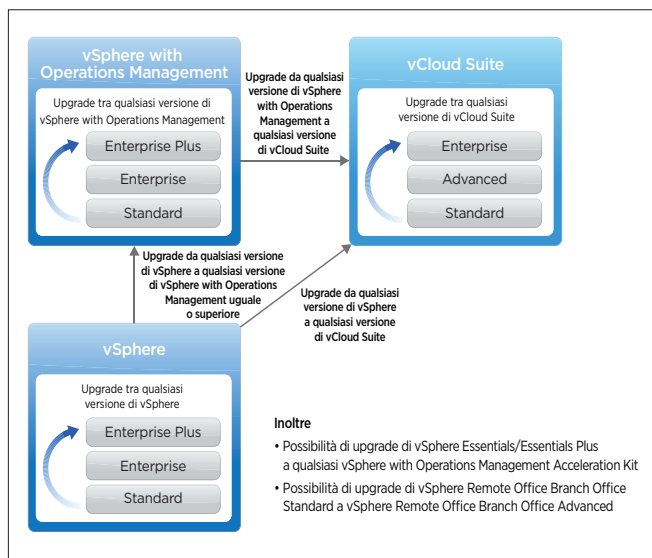 vSphere with
Operations Management
Upgrade tra qualsiasi versione di
vSphere with Operations Management
Enterprise Plus
Enterprise
Standard
Upgrade da qualsiasi
versione di vSphere
with Operations
Management a
qualsiasi versione
di vCloud Suite
vCloud Suite
Upgrade tra qualsiasi
versione di vCloud Suite
Enterprise
Advanced
Standard
Upgrade da qualsiasi versione
di vSphere a qualsiasi versione
di vSphere with Operations
Management uguale
o superiore
Upgrade da qualsiasi
versione di vSphere
a qualsiasi versione
di vCloud Suite
vSphere
Upgrade tra qualsiasi
versione di vSphere
Enterprise Plus
Enterprise
Standard
Inoltre
• Possibilità di upgrade di vSphere Essentials/Essentials Plus
a qualsiasi vSphere with Operations Management Acceleration Kit
• Possibilità di upgrade di vSphere Remote Office Branch Office
Standard a vSphere Remote Office Branch Office Advanced